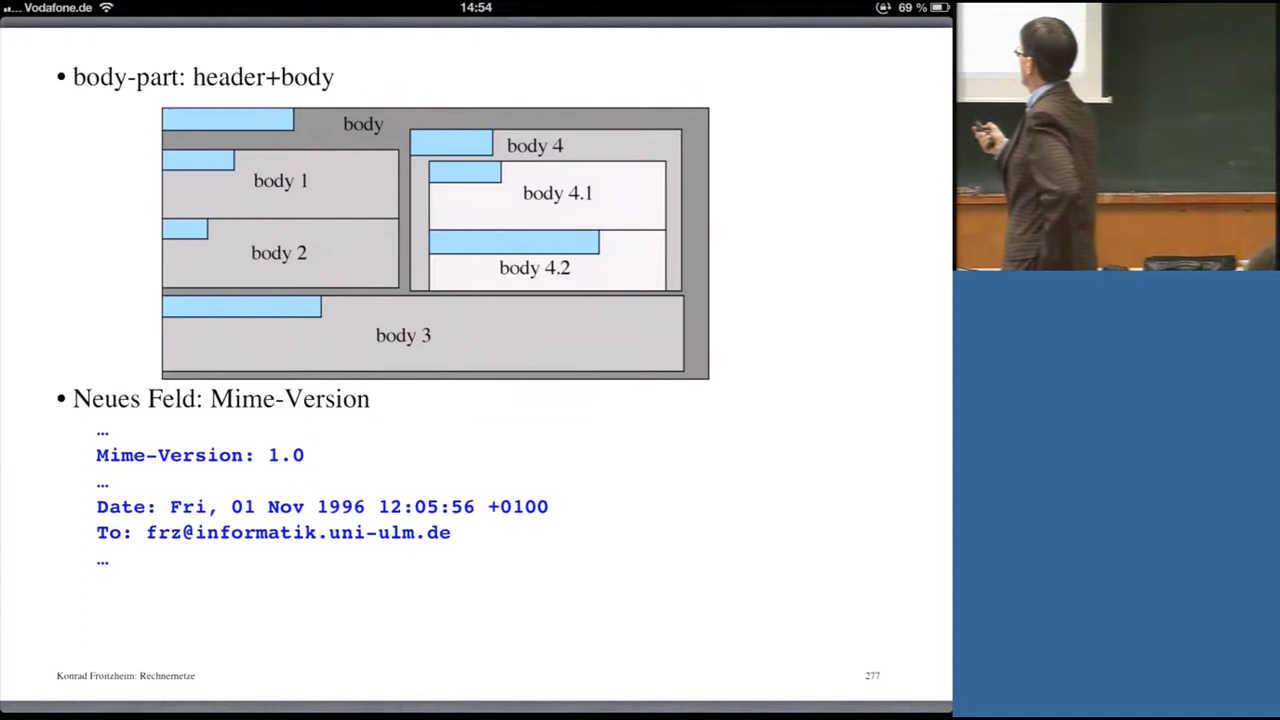 Vodafone.de
14:54
69 %
• body-part: header+body
body
body 1
body 2
body 4
body 4.1
body 4.2
body 3
• Neues Feld: Mime-Version
…
Mime-Version: 1.0
…
Date: Fri, 01 Nov 1996 12:05:56 +0100
To: frz@informatik.uni-ulm.de
…
Konrad Froitzheim: Rechnernetze
277